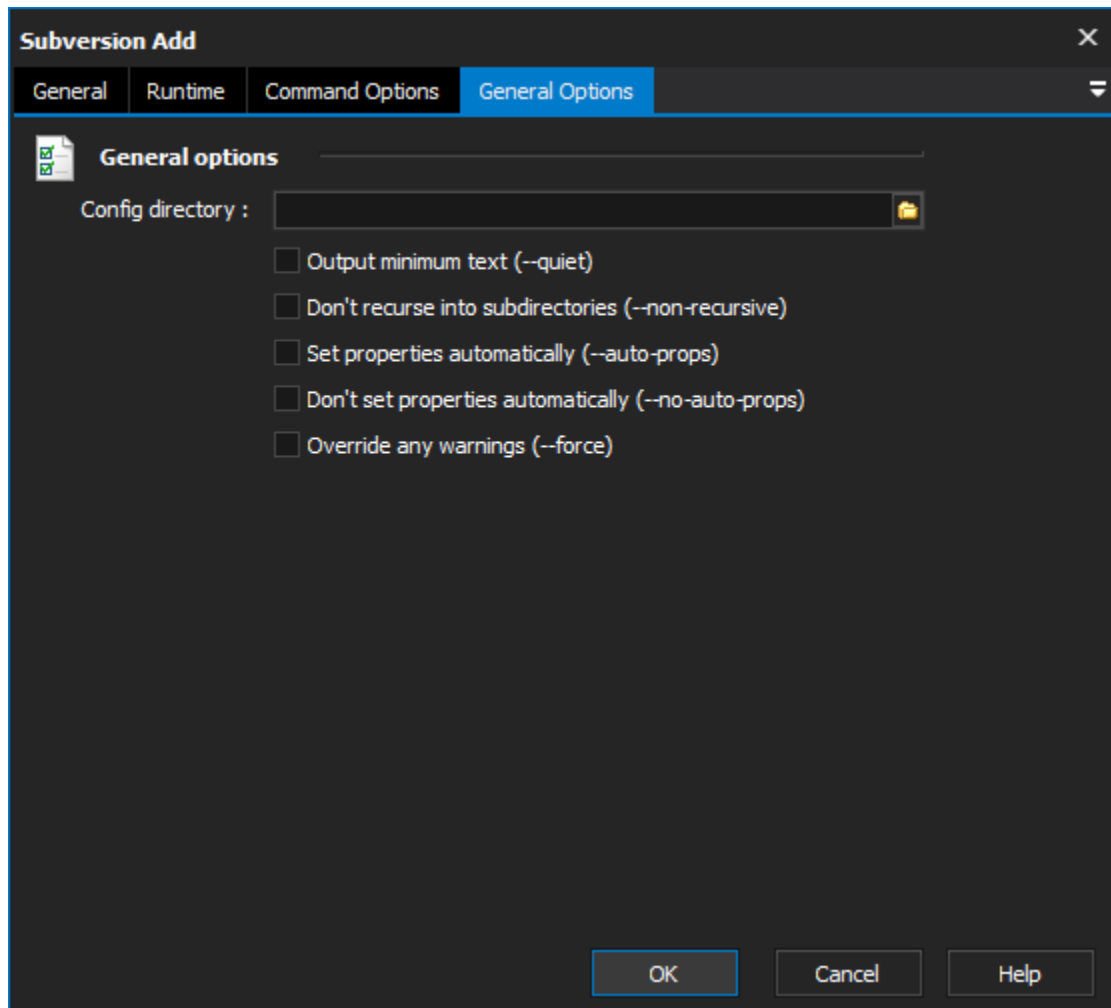 Subversion Add
General Runtime Command Options General Options
General options
Config directory :
Output minimum text (--quiet)
Don't recurse into subdirectories (--non-recursive)
Set properties automatically (--auto-props)
Don't set properties automatically (--no-auto-props)
Override any warnings (--force)
OK Cancel Help